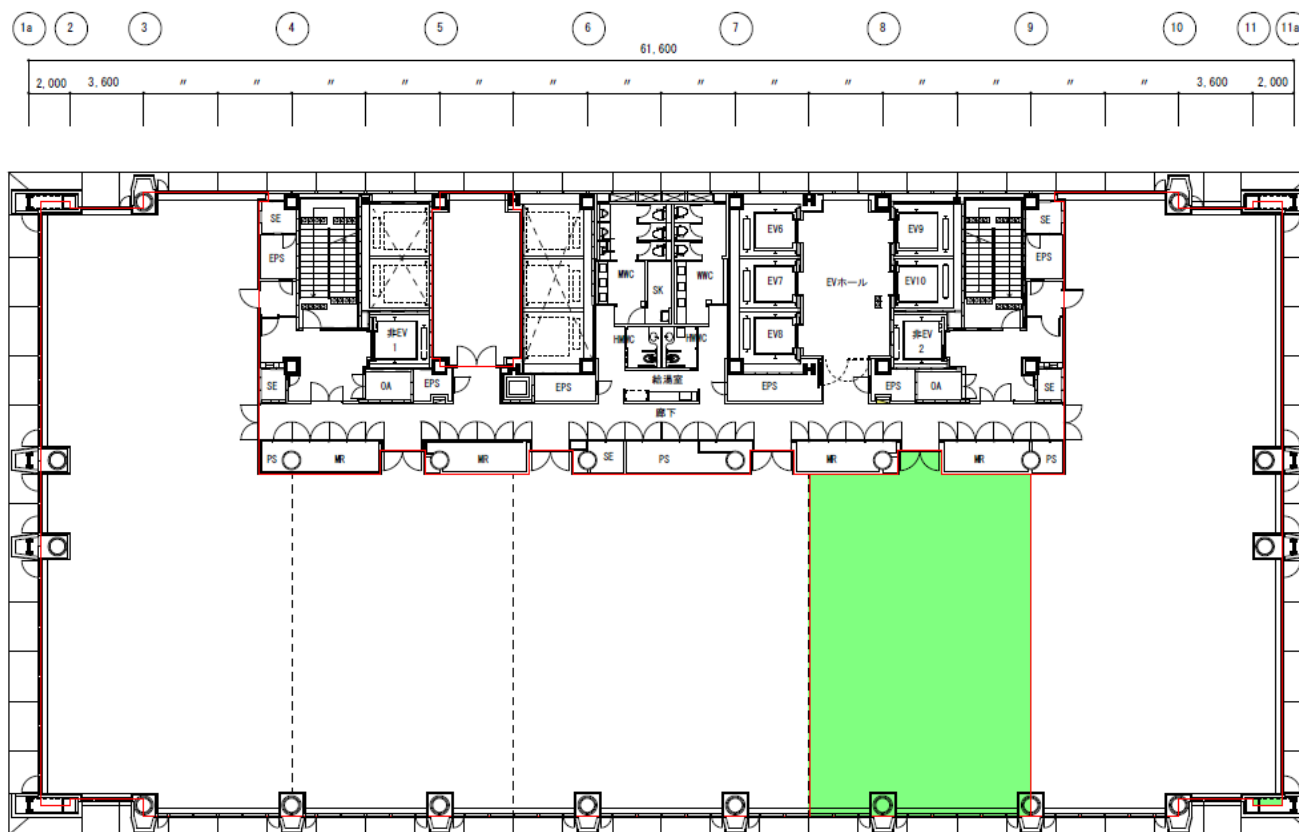 1a 2 3 4 5 6 7 8 9 10 11 11a
61,600
2,000 3,600 〃 〃 〃 〃 〃 〃 〃 〃 〃 〃 〃 〃 〃 〃 3,600 2,000
SE EV6 EV9 SE
EPS MWC WWC EVホール EPS
SK EV7 EV10
非EV1 HWWC HWWC EV8 非EV2
給湯室
SE OA EPS EPS EPS EPS OA SE
廊下
PS MR MR SE PS MR MR PS